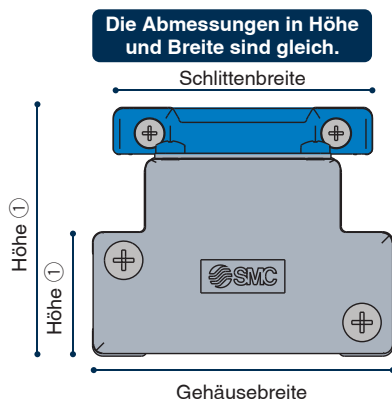 Die Abmessungen in Höhe
und Breite sind gleich.
Schlittenbreite
Höhe ①
Höhe ①
SMC
Gehäusebreite